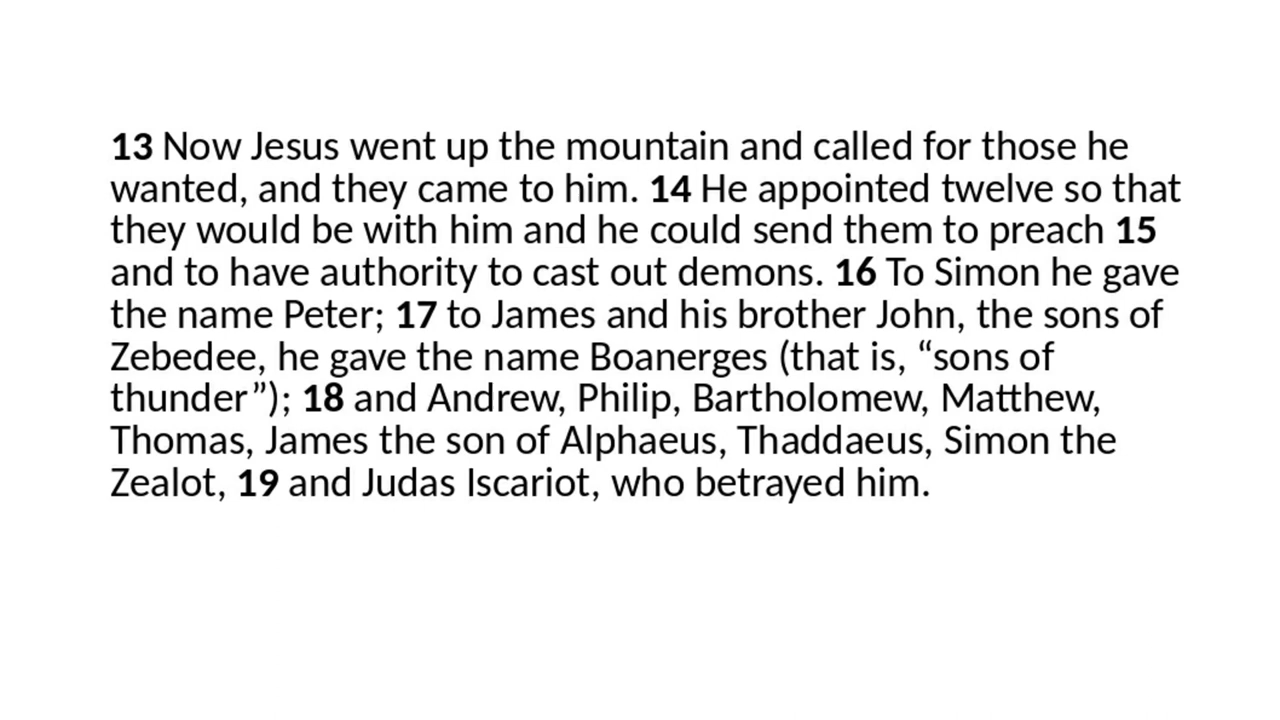 13 Now Jesus went up the mountain and called for those he
wanted, and they came to him. 14 He appointed twelve so that
they would be with him and he could send them to preach 15
and to have authority to cast out demons. 16 To Simon he gave
the name Peter; 17 to James and his brother John, the sons of
Zebedee, he gave the name Boanerges (that is, “sons of
thunder”); 18 and Andrew, Philip, Bartholomew, Matthew,
Thomas, James the son of Alphaeus, Thaddaeus, Simon the
Zealot, 19 and Judas Iscariot, who betrayed him.